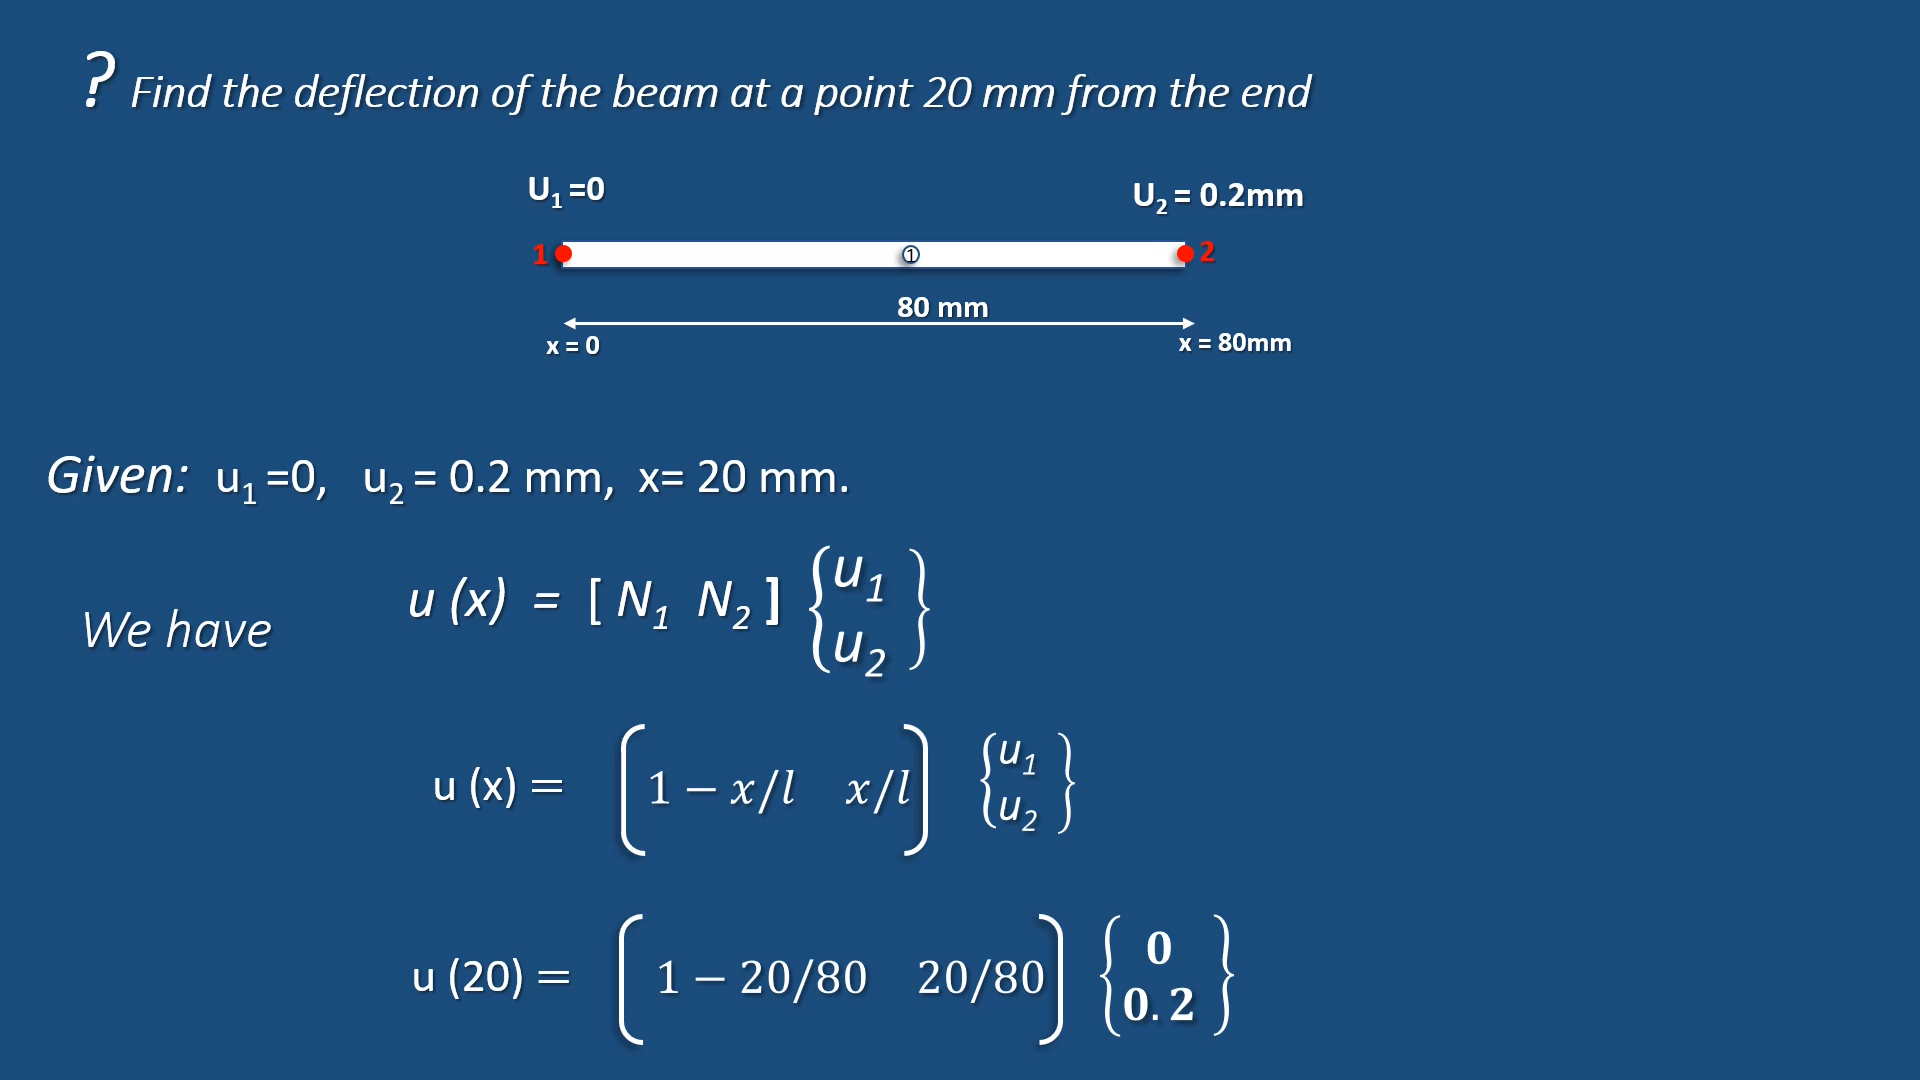 ? Find the deflection of the beam at a point 20 mm from the end
U₁ =0
U₂ = 0.2mm
1 ① 2
80 mm
x = 0
x = 80mm
Given: u₁ =0, u₂ = 0.2 mm, x= 20 mm.
We have u (x) = [ N₁ N₂ ] {u₁ u₂}
u (x) = [1 − x/l x/l] {u₁ u₂}
u (20) = [1 − 20/80 20/80] {0 0.2}